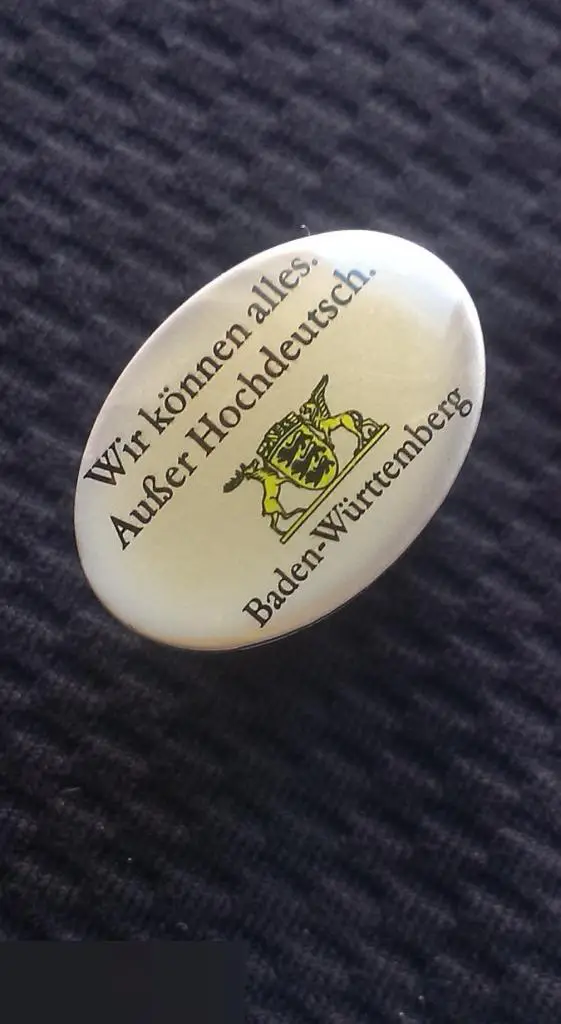 Wir können alles.
Außer Hochdeutsch.
Baden-Württemberg